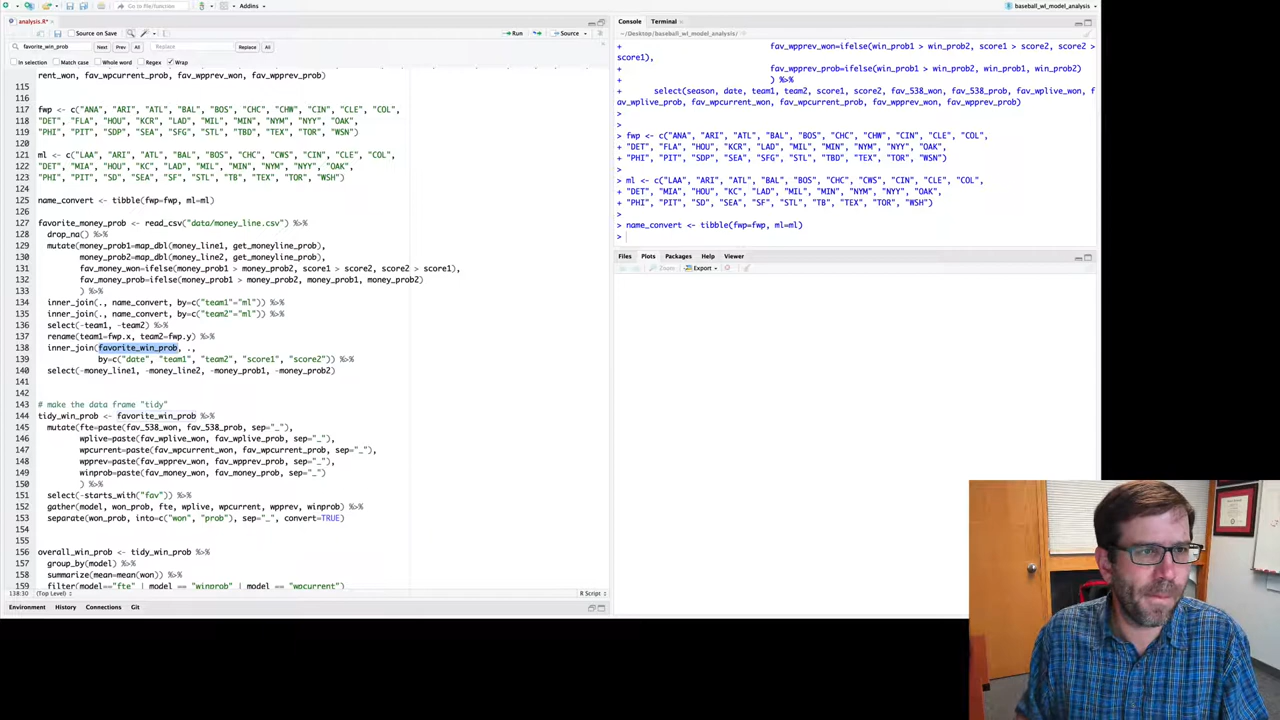 Go to file/function
Addins
baseball_wl_model_analysis
analysis.R*
Source on Save
Run
Source
favorite_win_prob
Next
Prev
All
Replace
Replace
All
In selection
Match case
Whole word
Regex
Wrap
rent_won, fav_wpcurrent_prob, fav_wpprev_won, fav_wpprev_prob)
115
116
117 fwp <- c("ANA", "ARI", "ATL", "BAL", "BOS", "CHC", "CHW", "CIN", "CLE", "COL",
118 "DET", "FLA", "HOU", "KCR", "LAD", "MIL", "MIN", "NYM", "NYY", "OAK",
119 "PHI", "PIT", "SDP", "SEA", "SFG", "STL", "TBD", "TEX", "TOR", "WSN")
120
121 ml <- c("LAA", "ARI", "ATL", "BAL", "BOS", "CHC", "CWS", "CIN", "CLE", "COL",
122 "DET", "MIA", "HOU", "KC", "LAD", "MIL", "MIN", "NYM", "NYY", "OAK",
123 "PHI", "PIT", "SD", "SEA", "SF", "STL", "TB", "TEX", "TOR", "WSH")
124
125 name_convert <- tibble(fwp=fwp, ml=ml)
126
127 favorite_money_prob <- read_csv("data/money_line.csv") %>%
128 drop_na() %>%
129 mutate(money_prob1=map_dbl(money_line1, get_moneyline_prob),
130 money_prob2=map_dbl(money_line2, get_moneyline_prob),
131 fav_money_won=ifelse(money_prob1 > money_prob2, score1 > score2, score2 > score1),
132 fav_money_prob=ifelse(money_prob1 > money_prob2, money_prob1, money_prob2)
133 ) %>%
134 inner_join(., name_convert, by=c("team1"="ml")) %>%
135 inner_join(., name_convert, by=c("team2"="ml")) %>%
136 select(-team1, -team2) %>%
137 rename(team1=fwp.x, team2=fwp.y) %>%
138 inner_join(favorite_win_prob, .,
139 by=c("date", "team1", "team2", "score1", "score2")) %>%
140 select(-money_line1, -money_line2, -money_prob1, -money_prob2)
141
142
143 # make the data frame "tidy"
144 tidy_win_prob <- favorite_win_prob %>%
145 mutate(fte=paste(fav_538_won, fav_538_prob, sep="_"),
146 wplive=paste(fav_wplive_won, fav_wplive_prob, sep="_"),
147 wpcurrent=paste(fav_wpcurrent_won, fav_wpcurrent_prob, sep="_"),
148 wpprev=paste(fav_wpprev_won, fav_wpprev_prob, sep="_"),
149 winprob=paste(fav_money_won, fav_money_prob, sep="_")
150 ) %>%
151 select(-starts_with("fav")) %>%
152 gather(model, won_prob, fte, wplive, wpcurrent, wpprev, winprob) %>%
153 separate(won_prob, into=c("won", "prob"), sep="_", convert=TRUE)
154
155
156 overall_win_prob <- tidy_win_prob %>%
157 group_by(model) %>%
158 summarize(mean=mean(won)) %>%
159 filter(model=="fte" | model == "winprob" | model == "wpcurrent")
138:30 (Top Level) R Script
Environment History Connections Git
Console Terminal
~/Desktop/baseball_wl_model_analysis/
+ fav_wpprev_won=ifelse(win_prob1 > win_prob2, score1 > score2, score2 >
score1),
+ fav_wpprev_prob=ifelse(win_prob1 > win_prob2, win_prob1, win_prob2)
+ ) %>%
+ select(season, date, team1, team2, score1, score2, fav_538_won, fav_538_prob, fav_wplive_won, f
av_wplive_prob, fav_wpcurrent_won, fav_wpcurrent_prob, fav_wpprev_won, fav_wpprev_prob)
>
>
> fwp <- c("ANA", "ARI", "ATL", "BAL", "BOS", "CHC", "CHW", "CIN", "CLE", "COL",
+ "DET", "FLA", "HOU", "KCR", "LAD", "MIL", "MIN", "NYM", "NYY", "OAK",
+ "PHI", "PIT", "SDP", "SEA", "SFG", "STL", "TBD", "TEX", "TOR", "WSN")
>
> ml <- c("LAA", "ARI", "ATL", "BAL", "BOS", "CHC", "CWS", "CIN", "CLE", "COL",
+ "DET", "MIA", "HOU", "KC", "LAD", "MIL", "MIN", "NYM", "NYY", "OAK",
+ "PHI", "PIT", "SD", "SEA", "SF", "STL", "TB", "TEX", "TOR", "WSH")
>
> name_convert <- tibble(fwp=fwp, ml=ml)
>
Files Plots Packages Help Viewer
Zoom Export